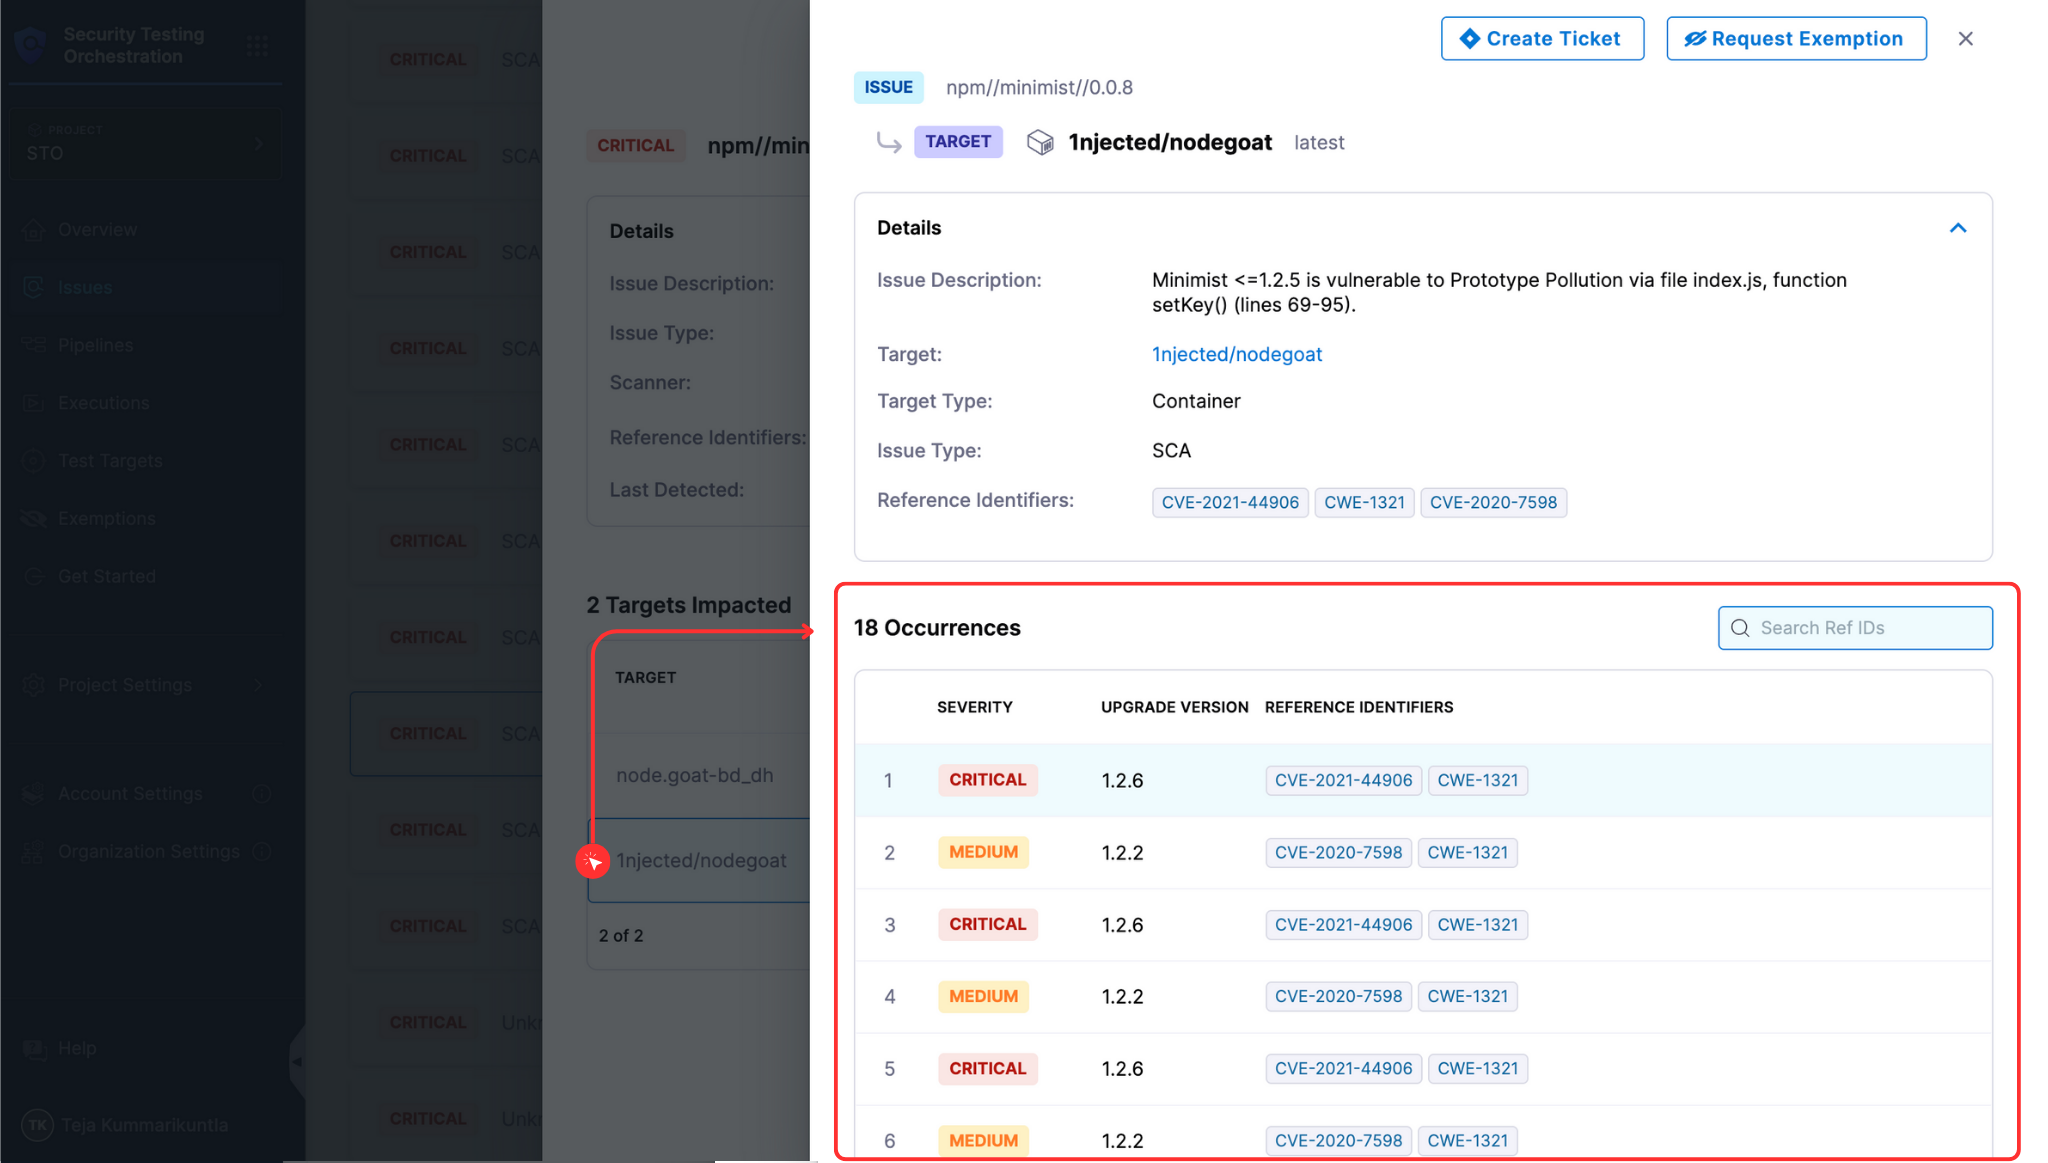 Security Testing
Orchestration
PROJECT
STO
Overview
Issues
Pipelines
Executions
Test Targets
Exemptions
Get Started
Project Settings
Account Settings
Organization Settings
Help
TK Teja Kummarikuntla
CRITICAL SCA
CRITICAL SCA
CRITICAL SCA
CRITICAL SCA
CRITICAL SCA
CRITICAL SCA
CRITICAL SCA
CRITICAL SCA
CRITICAL SCA
CRITICAL SCA
CRITICAL Unk
CRITICAL Unk
CRITICAL npm//min
Details
Issue Description:
Issue Type:
Scanner:
Reference Identifiers:
Last Detected:
2 Targets Impacted
TARGET
node.goat-bd_dh
1njected/nodegoat
2 of 2
Create Ticket
Request Exemption
ISSUE npm//minimist//0.0.8
TARGET 1njected/nodegoat latest
Details
Issue Description: Minimist <=1.2.5 is vulnerable to Prototype Pollution via file index.js, function
setKey() (lines 69-95).
Target: 1njected/nodegoat
Target Type: Container
Issue Type: SCA
Reference Identifiers: CVE-2021-44906 CWE-1321 CVE-2020-7598
18 Occurrences
Search Ref IDs
SEVERITY UPGRADE VERSION REFERENCE IDENTIFIERS
1 CRITICAL 1.2.6 CVE-2021-44906 CWE-1321
2 MEDIUM 1.2.2 CVE-2020-7598 CWE-1321
3 CRITICAL 1.2.6 CVE-2021-44906 CWE-1321
4 MEDIUM 1.2.2 CVE-2020-7598 CWE-1321
5 CRITICAL 1.2.6 CVE-2021-44906 CWE-1321
6 MEDIUM 1.2.2 CVE-2020-7598 CWE-1321